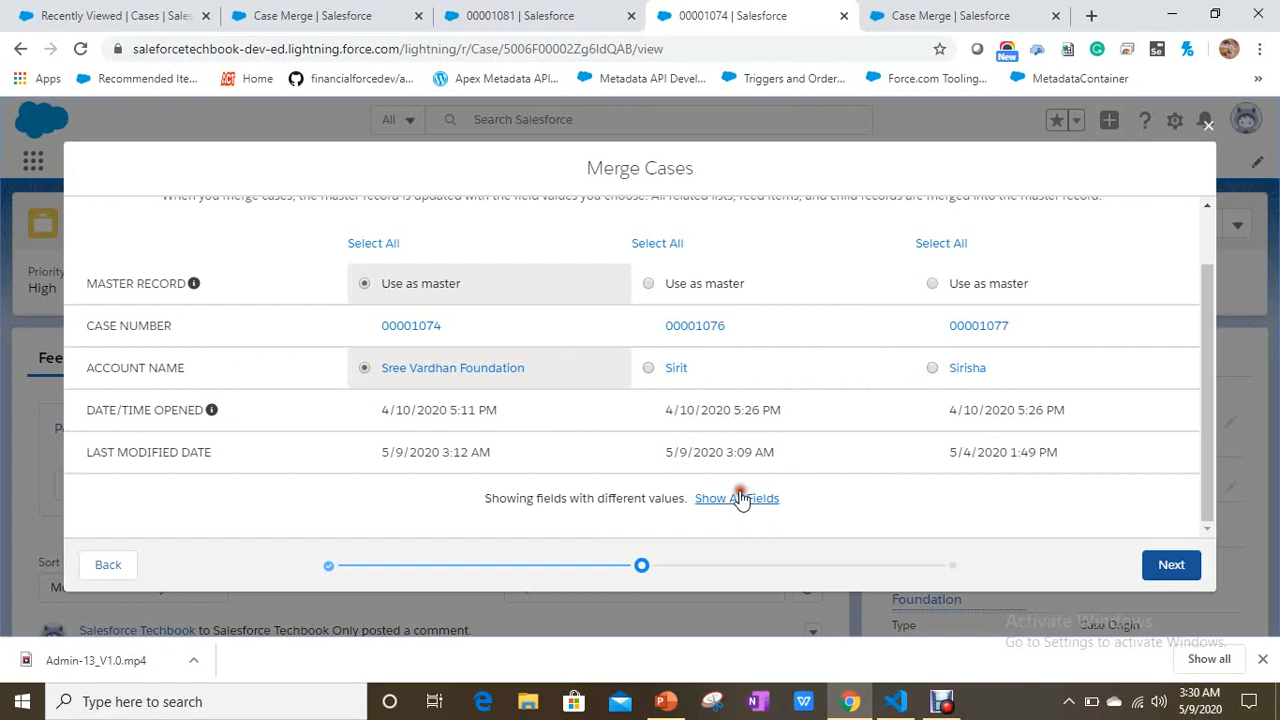 Recently Viewed | Cases | Sales
Case Merge | Salesforce
00001081 | Salesforce
00001074 | Salesforce
Case Merge | Salesforce
saleforcetechbook-dev-ed.lightning.force.com/lightning/r/Case/5006F00002Zg6IdQAB/view
New
Se
Apps
Recommended Ite...
Home
financialforcedev/a...
Apex Metadata API...
Metadata API Devel...
Triggers and Order...
Force.com Tooling...
MetadataContainer
»
All
Search Salesforce
Merge Cases
When you merge cases, the master record is updated with the field values you choose. All related lists, feed items, and child records are merged into the master record.
Select All Select All Select All
MASTER RECORD Use as master Use as master Use as master
CASE NUMBER 00001074 00001076 00001077
ACCOUNT NAME Sree Vardhan Foundation Sirit Sirisha
DATE/TIME OPENED 4/10/2020 5:11 PM 4/10/2020 5:26 PM 4/10/2020 5:26 PM
LAST MODIFIED DATE 5/9/2020 3:12 AM 5/9/2020 3:09 AM 5/4/2020 1:49 PM
Showing fields with different values. Show All Fields
Back
Next
Priority
High
Fee
Sort
Salesforce Techbook to Salesforce Techbook Only posted a comment.
Foundation
Type
Case Origin
Activate Windows
Go to Settings to activate Windows.
Admin-13_V1.0.mp4
Show all
Type here to search
3:30 AM
5/9/2020